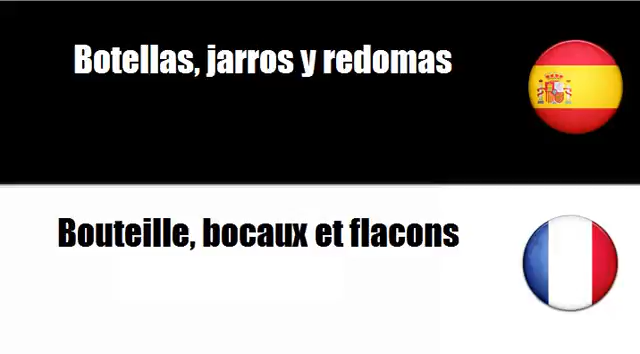 Botellas, jarros y redomas
Bouteille, bocaux et flacons